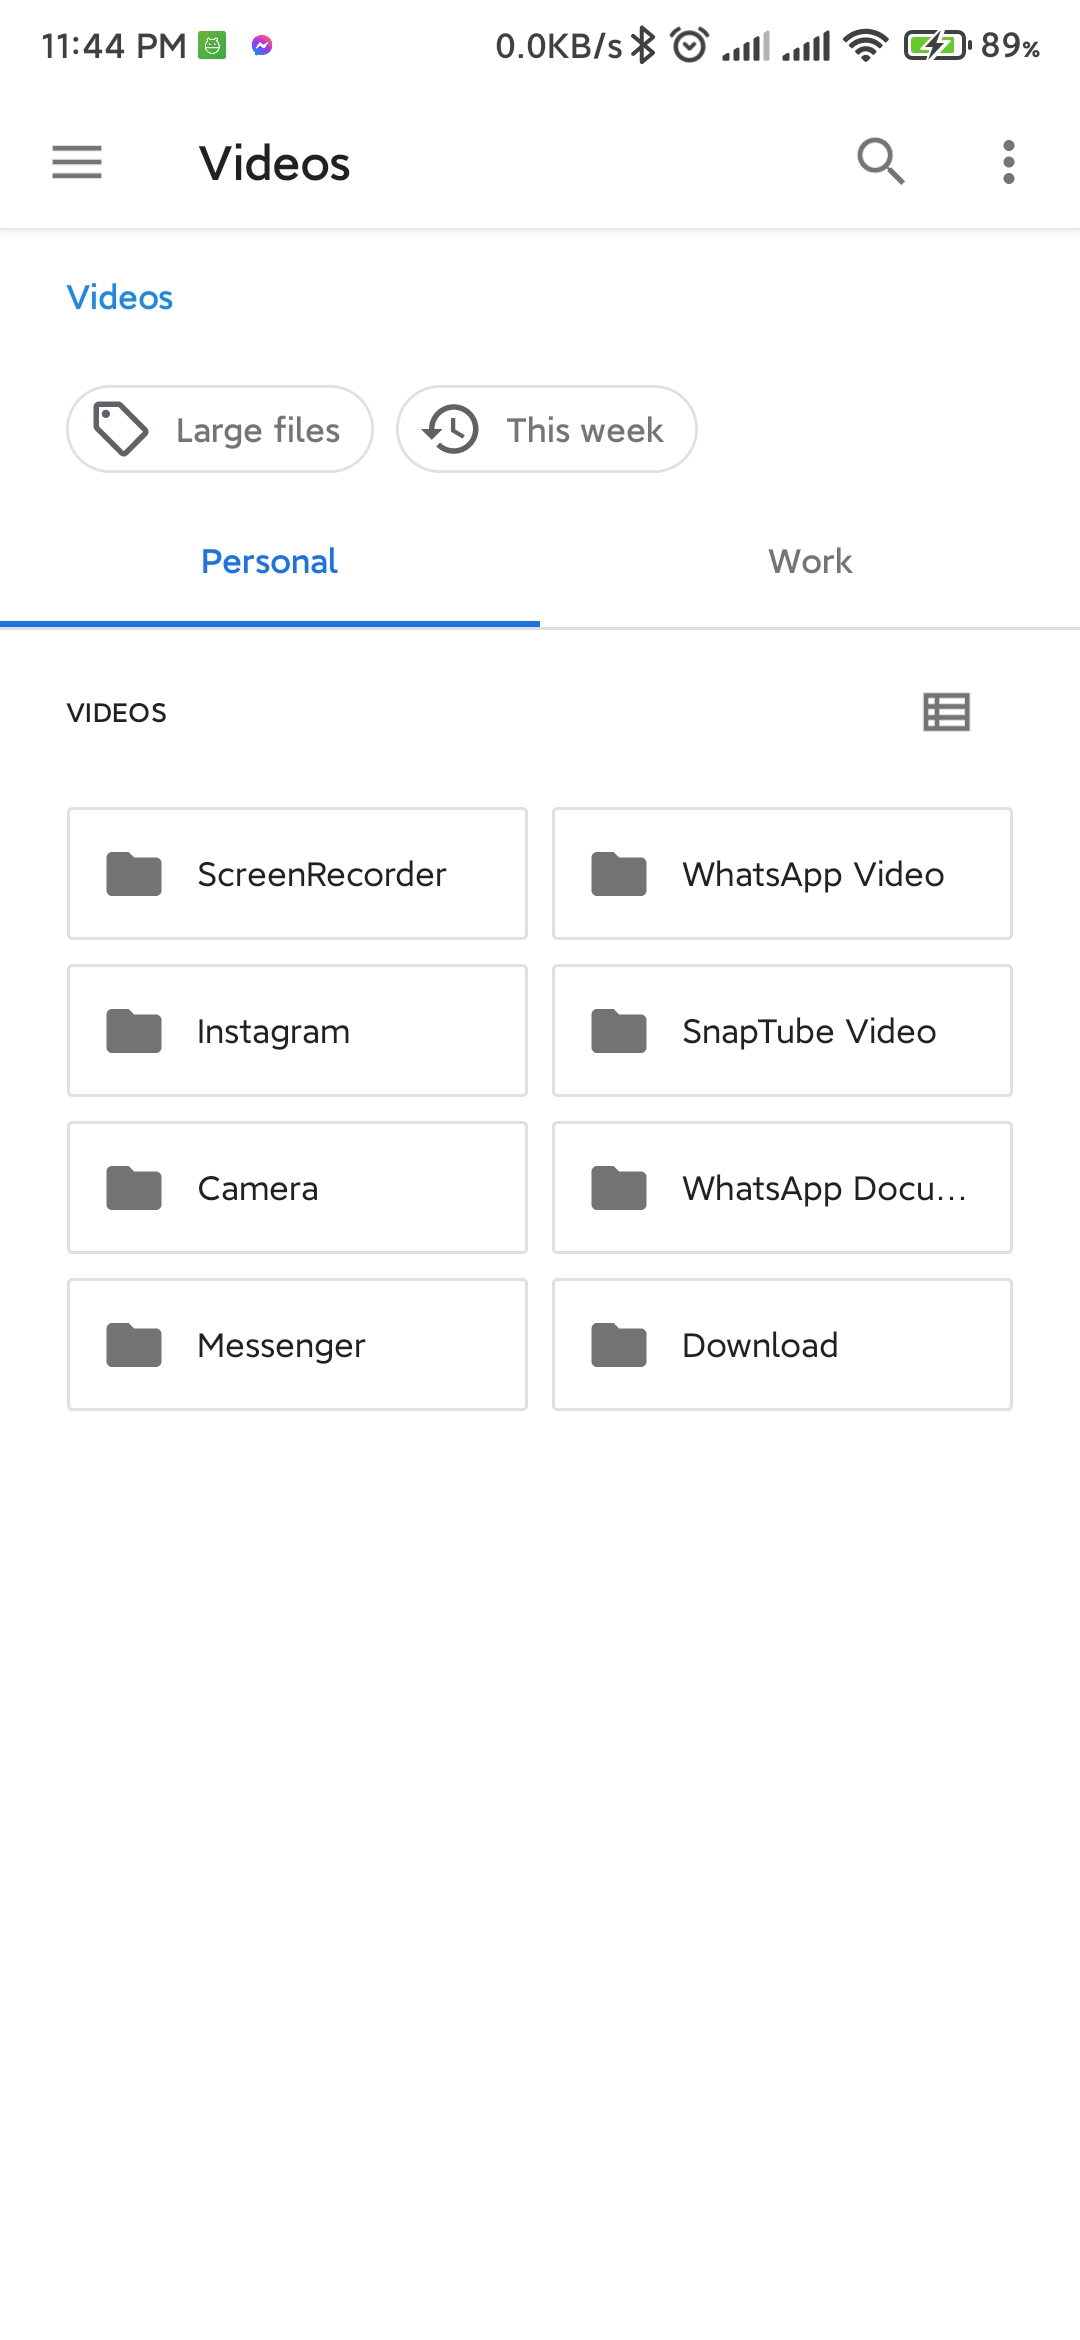 11:44 PM 0.0KB/s 89%
Videos
Videos
Large files This week
Personal Work
VIDEOS
ScreenRecorder WhatsApp Video
Instagram SnapTube Video
Camera WhatsApp Docu...
Messenger Download